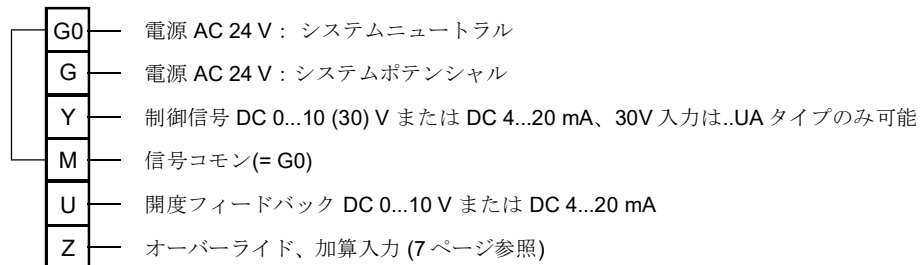 G0 電源 AC 24 V： システムニュートラル
G 電源 AC 24 V：システムポテンシャル
Y 制御信号 DC 0...10 (30) V または DC 4...20 mA、30V 入力は..UA タイプのみ可能
M 信号コモン(= G0)
U 開度フィードバック DC 0...10 V または DC 4...20 mA
Z オーバーライド、加算入力 (7 ページ参照)